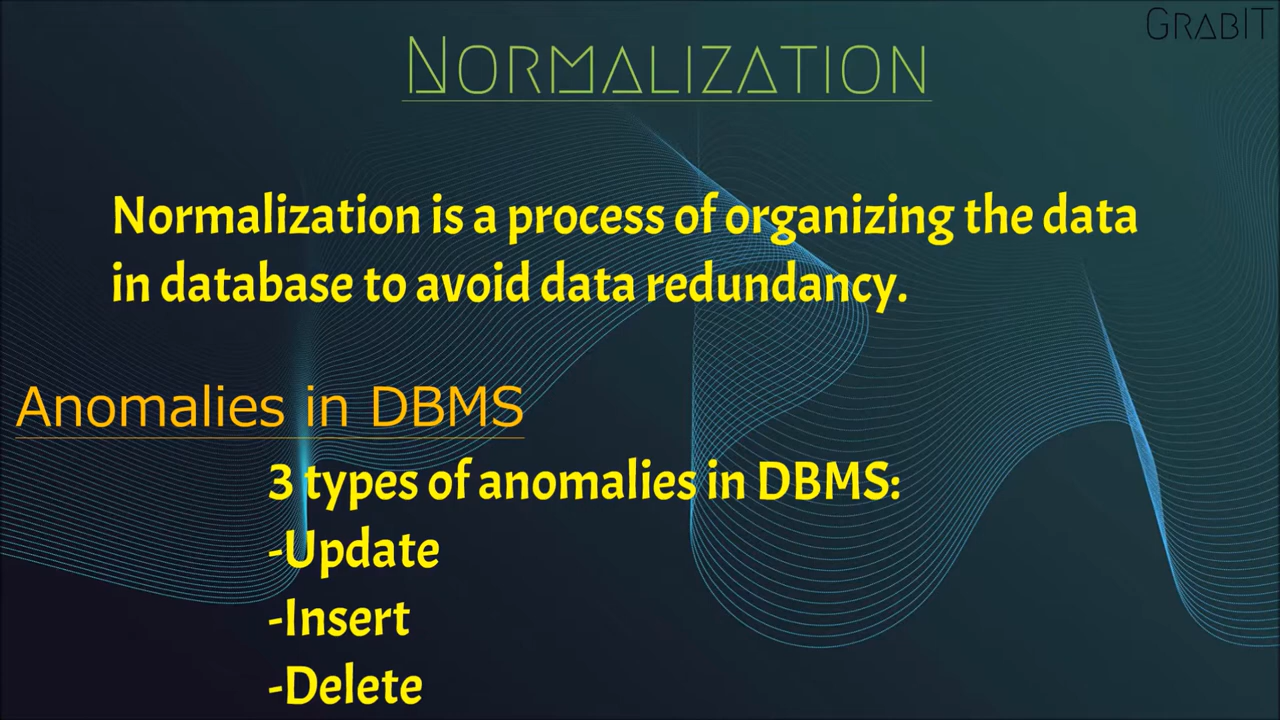 GrabIT
Normalization
Normalization is a process of organizing the data
in database to avoid data redundancy.
Anomalies in DBMS
3 types of anomalies in DBMS:
-Update
-Insert
-Delete